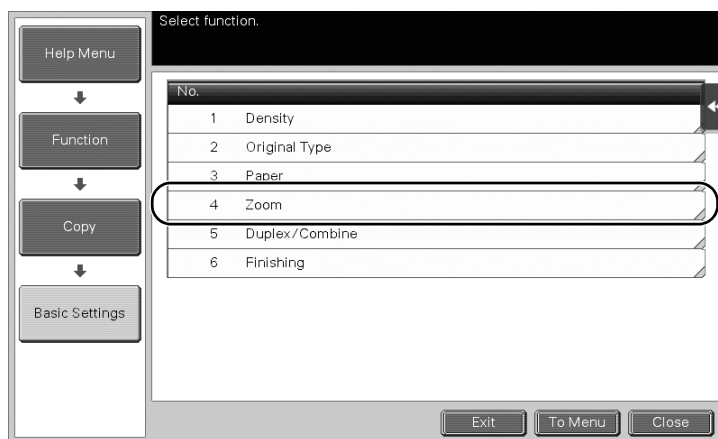 Select function.
Help Menu
Function
Copy
Basic Settings
No.
1 Density
2 Original Type
3 Paper
4 Zoom
5 Duplex/Combine
6 Finishing
Exit To Menu Close